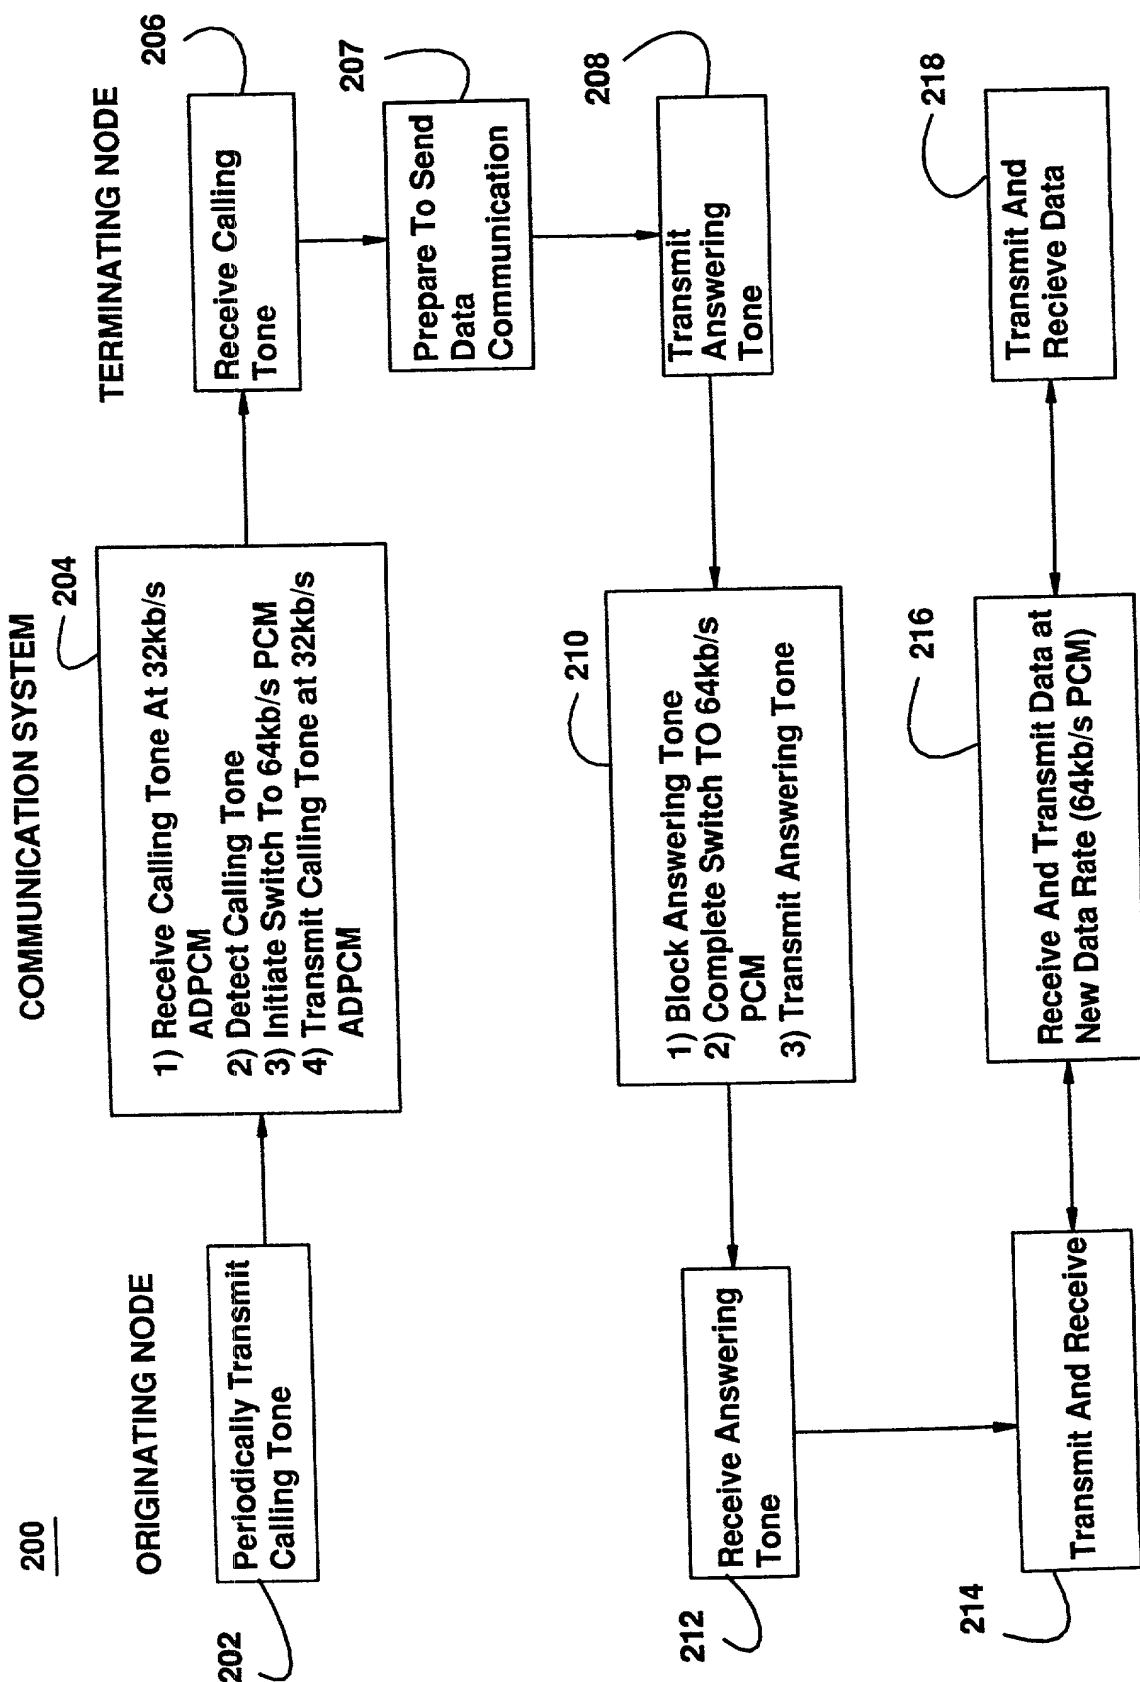 200
ORIGINATING NODE
COMMUNICATION SYSTEM
TERMINATING NODE
202
Periodically Transmit
Calling Tone
204
1) Receive Calling Tone At 32kb/s
ADPCM
2) Detect Calling Tone
3) Initiate Switch To 64kb/s PCM
4) Transmit Calling Tone at 32kb/s
ADPCM
206
Receive Calling
Tone
207
Prepare To Send
Data
Communication
208
Transmit
Answering
Tone
210
1) Block Answering Tone
2) Complete Switch TO 64kb/s
PCM
3) Transmit Answering Tone
212
Receive Answering
Tone
214
Transmit And Receive
216
Receive And Transmit Data at
New Data Rate (64kb/s PCM)
218
Transmit And
Recieve Data